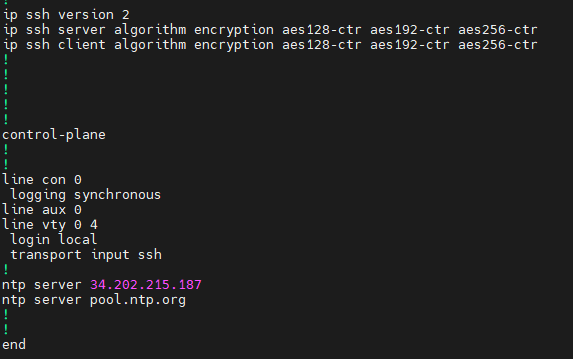 !
ip ssh version 2
ip ssh server algorithm encryption aes128-ctr aes192-ctr aes256-ctr
ip ssh client algorithm encryption aes128-ctr aes192-ctr aes256-ctr
!
!
!
!
!
control-plane
!
!
line con 0
 logging synchronous
line aux 0
line vty 0 4
 login local
 transport input ssh
!
ntp server 34.202.215.187
ntp server pool.ntp.org
!
!
end